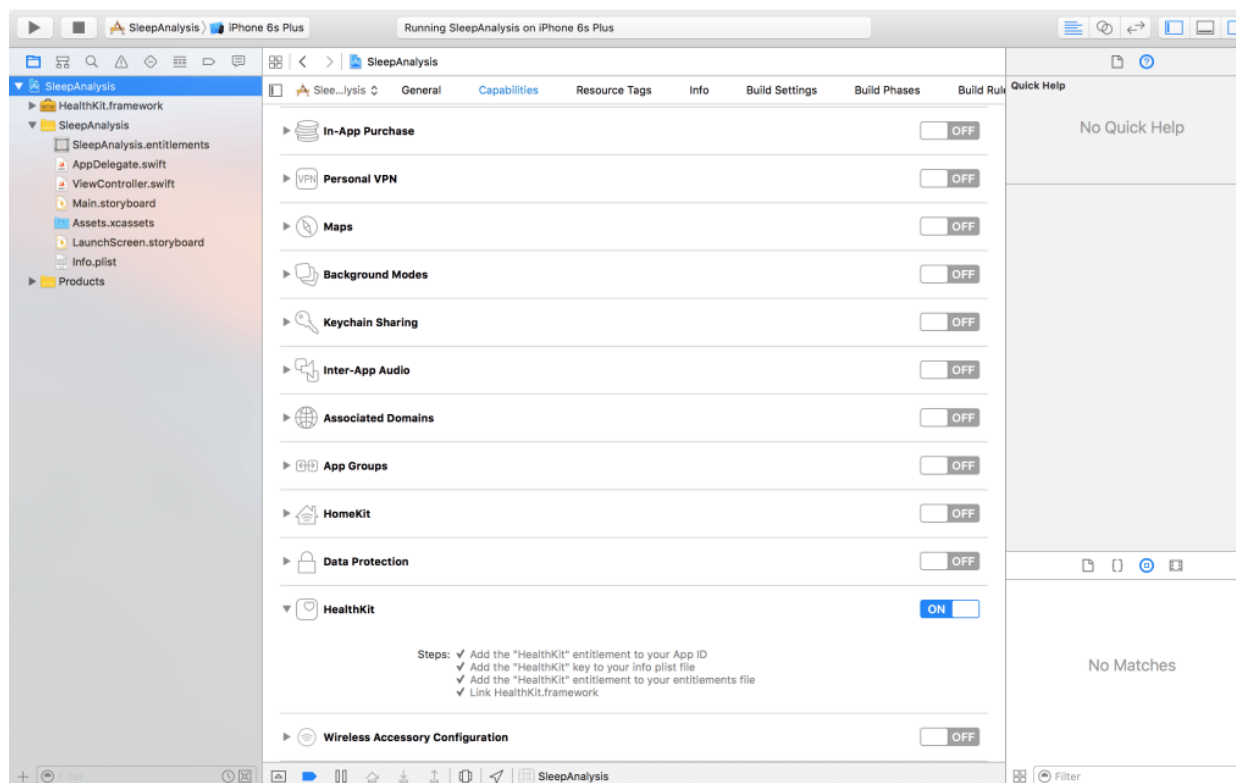 SleepAnalysis iPhone 6s Plus
Running SleepAnalysis on iPhone 6s Plus
SleepAnalysis
HealthKit.framework
SleepAnalysis
SleepAnalysis.entitlements
AppDelegate.swift
ViewController.swift
Main.storyboard
Assets.xcassets
LaunchScreen.storyboard
Info.plist
Products
Filter
SleepAnalysis
Slee...lysis General Capabilities Resource Tags Info Build Settings Build Phases Build Rul
In-App Purchase OFF
VPN Personal VPN OFF
Maps OFF
Background Modes OFF
Keychain Sharing OFF
Inter-App Audio OFF
Associated Domains OFF
App Groups OFF
HomeKit OFF
Data Protection OFF
HealthKit ON
Steps: ✓ Add the "HealthKit" entitlement to your App ID
✓ Add the "HealthKit" key to your info plist file
✓ Add the "HealthKit" entitlement to your entitlements file
✓ Link HealthKit.framework
Wireless Accessory Configuration OFF
SleepAnalysis
Quick Help
No Quick Help
{}
No Matches
Filter